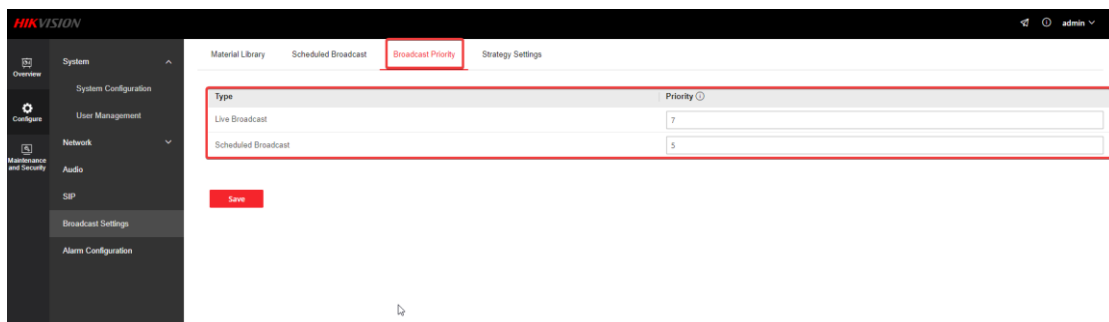 HIKVISION
admin
Overview
Configure
Maintenance
and Security
System
System Configuration
User Management
Network
Audio
SIP
Broadcast Settings
Alarm Configuration
Material Library Scheduled Broadcast Broadcast Priority Strategy Settings
Type Priority
Live Broadcast 7
Scheduled Broadcast 5
Save